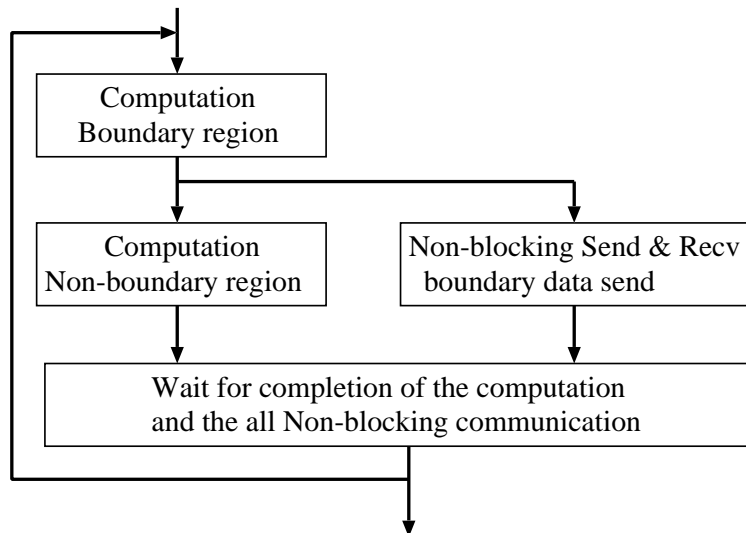 Computation
Boundary region
Computation
Non-boundary region
Non-blocking Send & Recv
boundary data send
Wait for completion of the computation
and the all Non-blocking communication